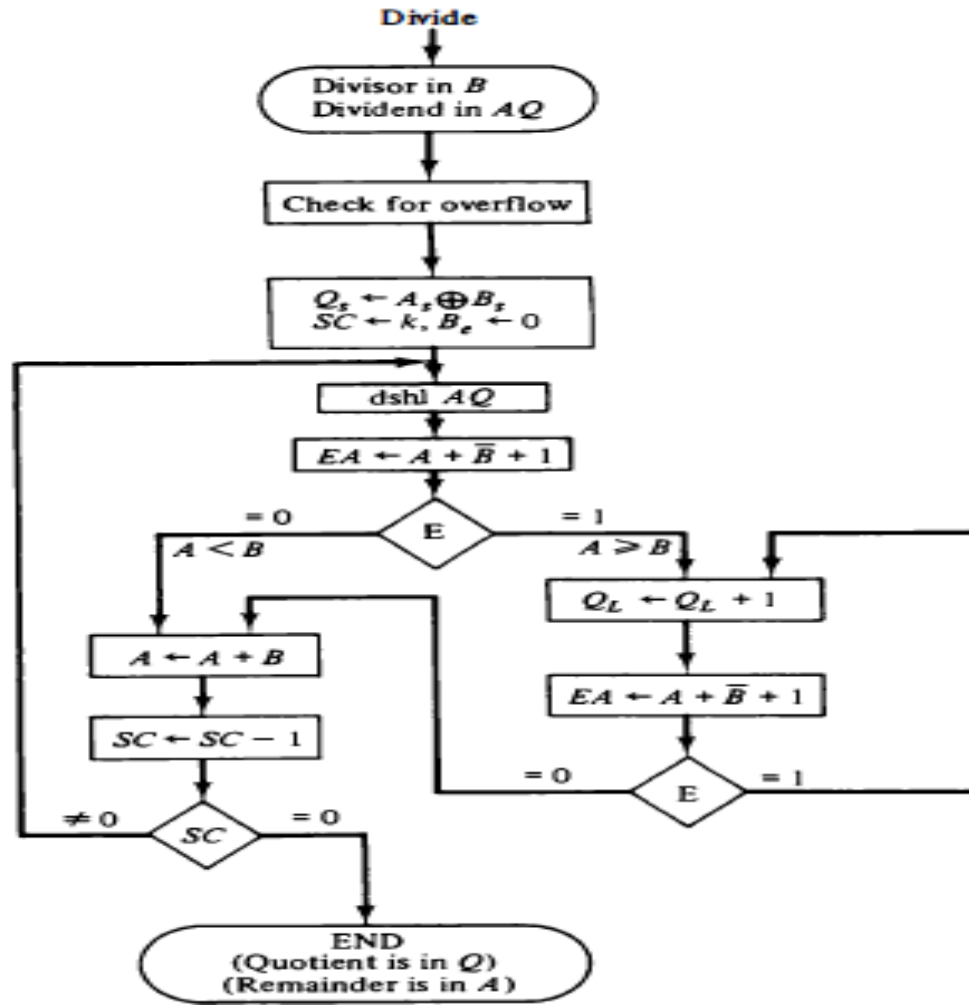 Divide
Divisor in B
Dividend in AQ
Check for overflow
Qₛ ← Aₛ ⊕ Bₛ
SC ← k, Bₑ ← 0
dshl AQ
EA ← A + B̅ + 1
= 0
E
= 1
A < B
A ⩾ B
Q_L ← Q_L + 1
A ← A + B
EA ← A + B̅ + 1
SC ← SC − 1
= 0
E
= 1
≠ 0
SC
= 0
END
(Quotient is in Q)
(Remainder is in A)